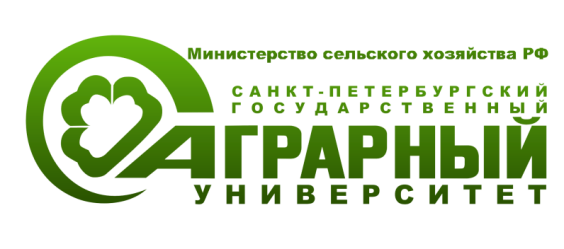 Министерство сельского хозяйства РФ
САНКТ-ПЕТЕРБУРГСКИЙ
ГОСУДАРСТВЕННЫЙ
АГРАРНЫЙ
УНИВЕРСИТЕТ